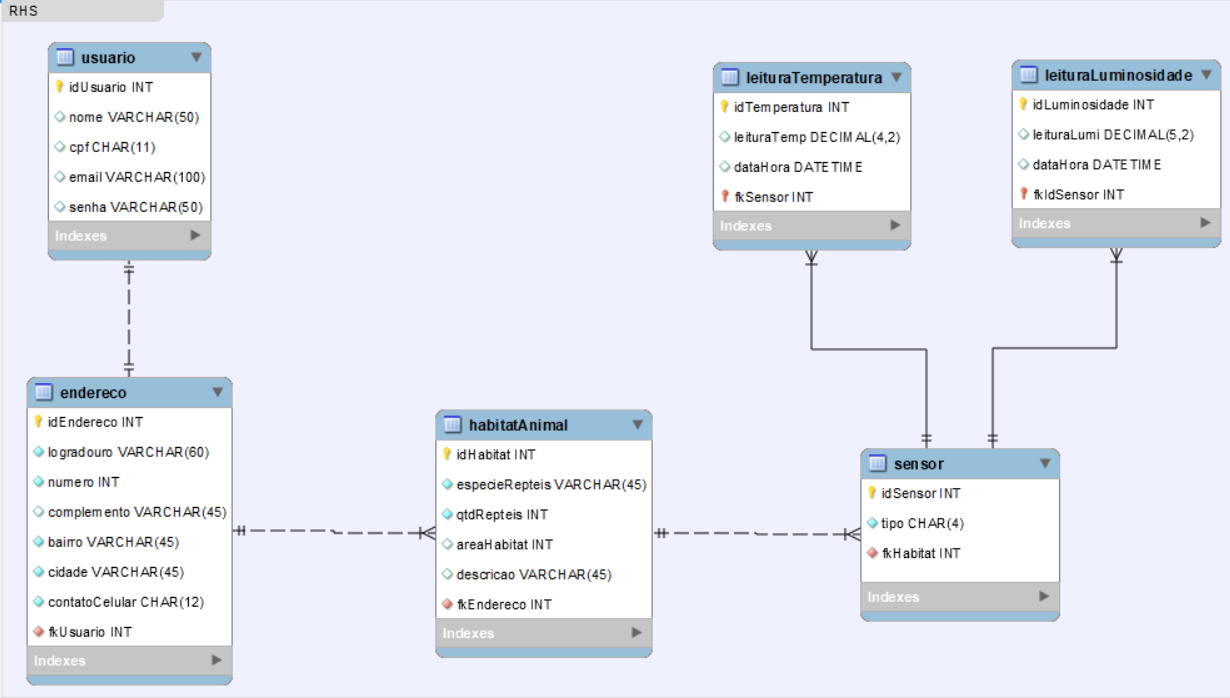 RHS
usuario
idUsuario INT
nome VARCHAR(50)
cpf CHAR(11)
email VARCHAR(100)
senha VARCHAR(50)
Indexes
leituraTemperatura
idTemperatura INT
leituraTemp DECIMAL(4,2)
dataHora DATETIME
fkSensor INT
Indexes
leituraLuminosidade
idLuminosidade INT
leituraLumi DECIMAL(5,2)
dataHora DATETIME
fkIdSensor INT
Indexes
endereco
idEndereco INT
logradouro VARCHAR(60)
numero INT
complemento VARCHAR(45)
bairro VARCHAR(45)
cidade VARCHAR(45)
contatoCelular CHAR(12)
fkUsuario INT
Indexes
habitatAnimal
idHabitat INT
especieRepteis VARCHAR(45)
qtdRepteis INT
areaHabitat INT
descricao VARCHAR(45)
fkEndereco INT
Indexes
sensor
idSensor INT
tipo CHAR(4)
fkHabitat INT
Indexes